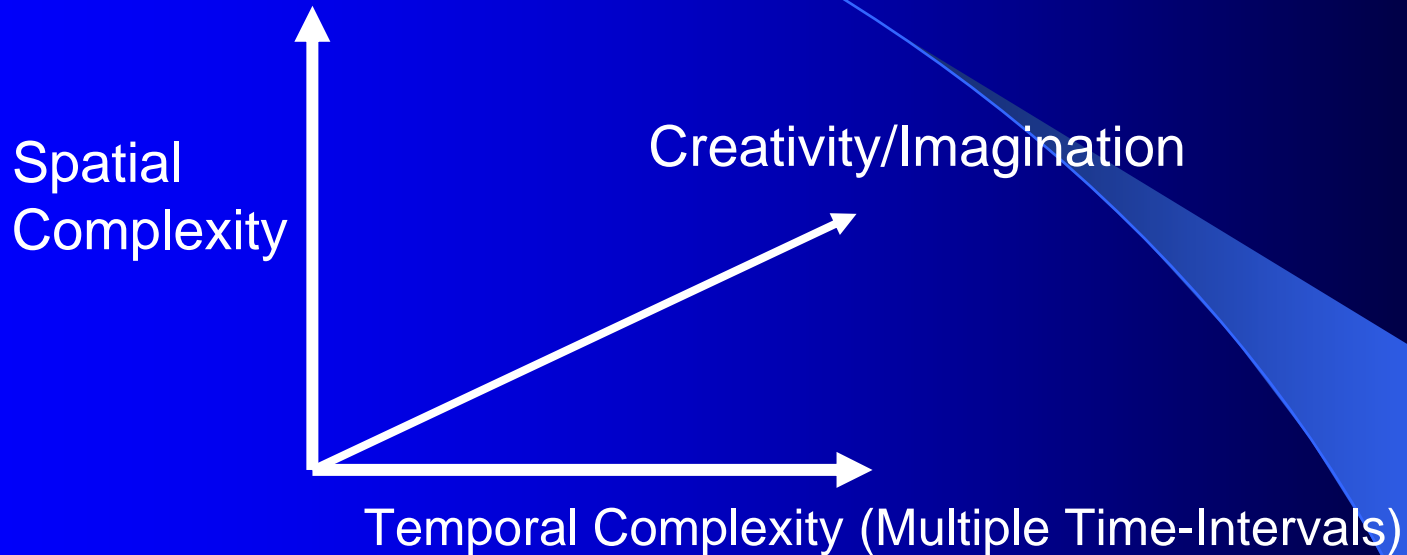 Spatial
Complexity
Creativity/Imagination
Temporal Complexity (Multiple Time-Intervals)